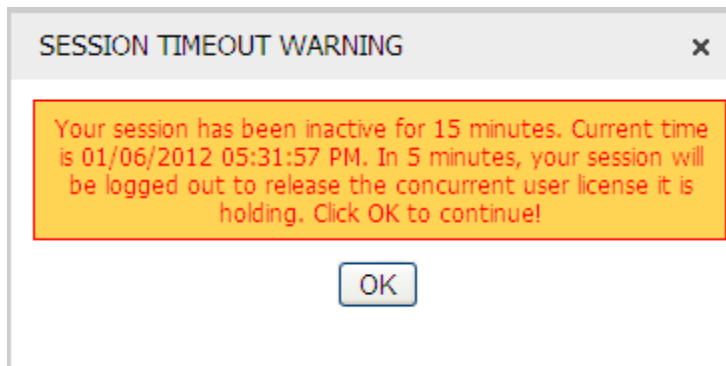 SESSION TIMEOUT WARNING
Your session has been inactive for 15 minutes. Current time
is 01/06/2012 05:31:57 PM. In 5 minutes, your session will
be logged out to release the concurrent user license it is
holding. Click OK to continue!
OK